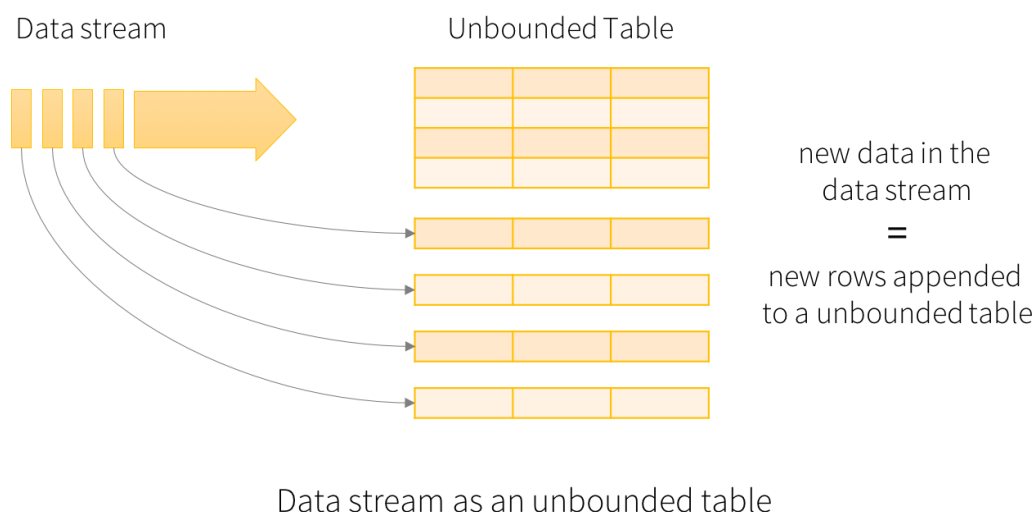 Data stream
Unbounded Table
new data in the
data stream
=
new rows appended
to a unbounded table
Data stream as an unbounded table